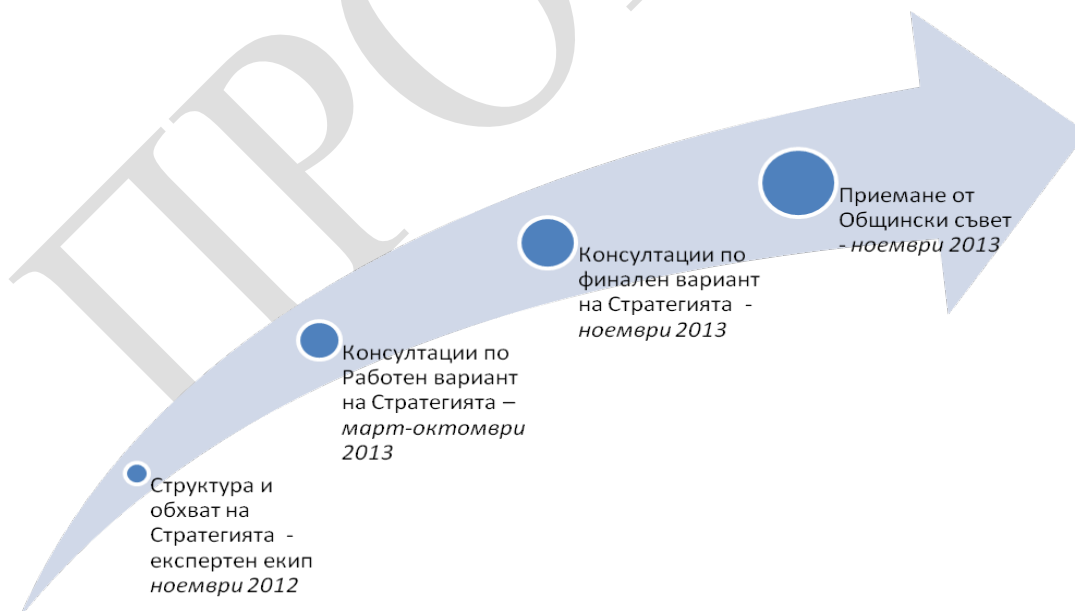 ПРО
Структура и
обхват на
Стратегията -
експертен екип
ноември 2012
Консултации по
Работен вариант
на Стратегията –
март-октомври
2013
Консултации по
финален вариант
на Стратегията -
ноември 2013
Приемане от
Общински съвет
- ноември 2013